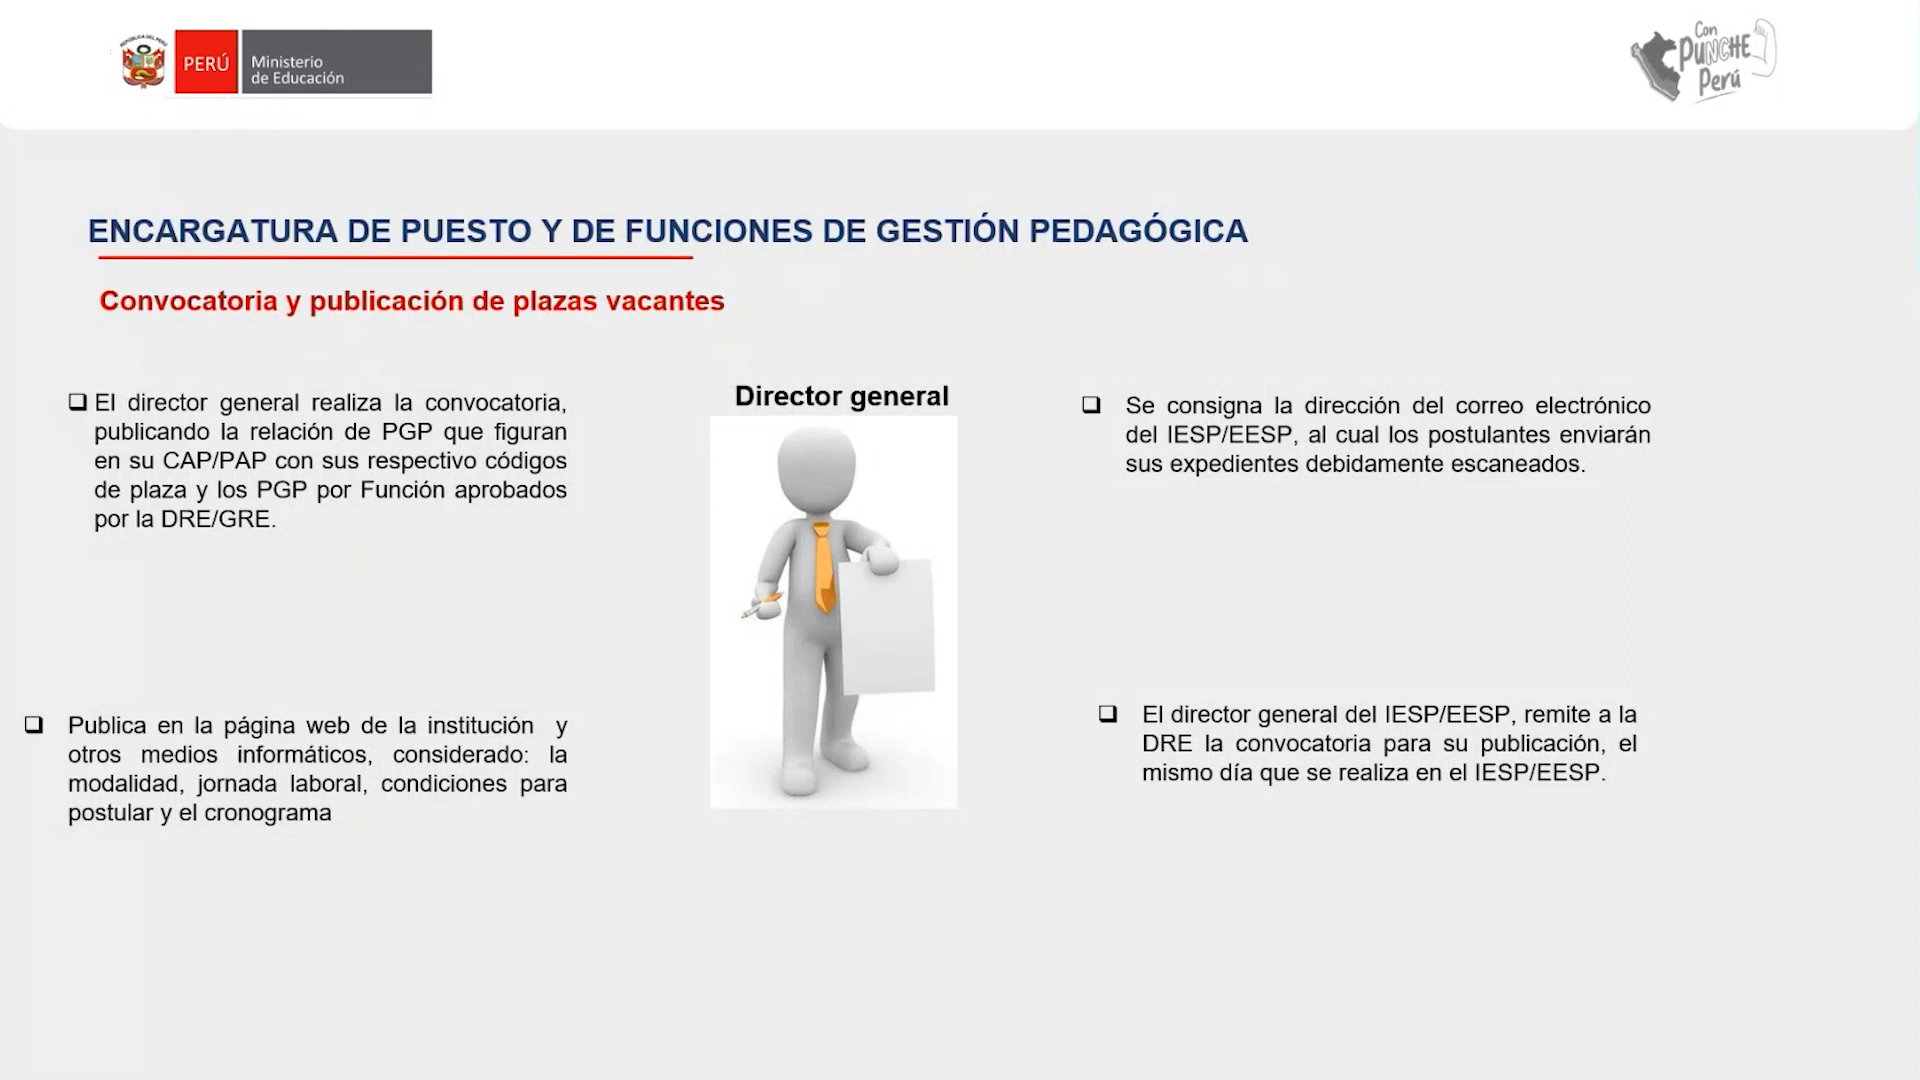 PERÚ
Ministerio
de Educación
Con
PUNCHE
Perú
ENCARGATURA DE PUESTO Y DE FUNCIONES DE GESTIÓN PEDAGÓGICA
Convocatoria y publicación de plazas vacantes
El director general realiza la convocatoria,
publicando la relación de PGP que figuran
en su CAP/PAP con sus respectivo códigos
de plaza y los PGP por Función aprobados
por la DRE/GRE.
Publica en la página web de la institución y
otros medios informáticos, considerado: la
modalidad, jornada laboral, condiciones para
postular y el cronograma
Director general
Se consigna la dirección del correo electrónico
del IESP/EESP, al cual los postulantes enviarán
sus expedientes debidamente escaneados.
El director general del IESP/EESP, remite a la
DRE la convocatoria para su publicación, el
mismo día que se realiza en el IESP/EESP.